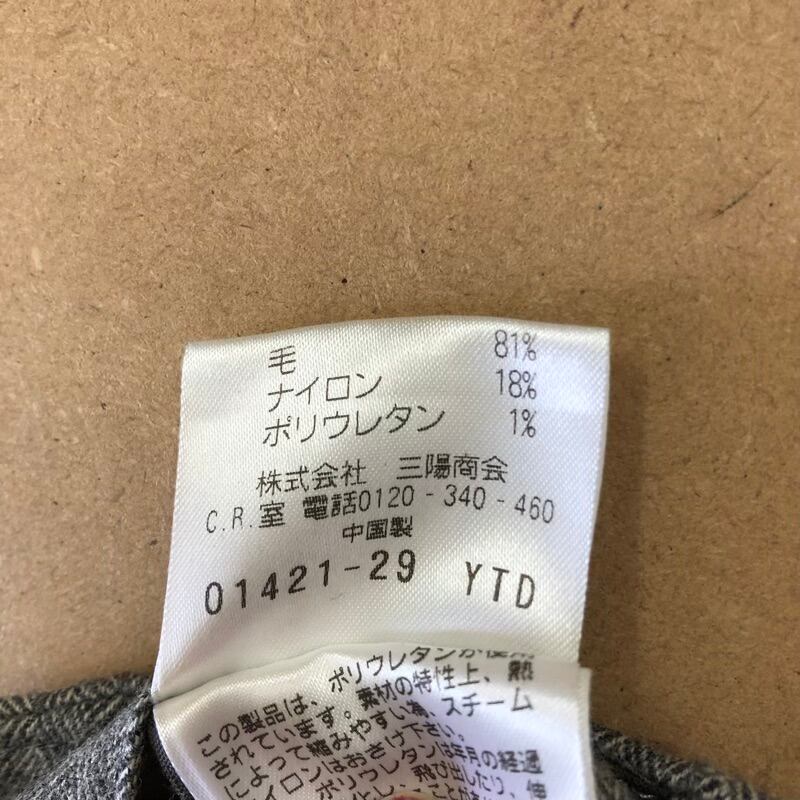 毛 81%
ナイロン 18%
ポリウレタン 1%
株式会社 三陽商会
C.R.室 電話0120-340-460
中国製
01421-29 YTD
この製品は、ポリウレタンが使用
されています。素材の特性上、熱
によって縮みやすい為、スチーム
イロンはおさけ下さい。
ポリウレタンは年月の経過
飛び出したり、伸